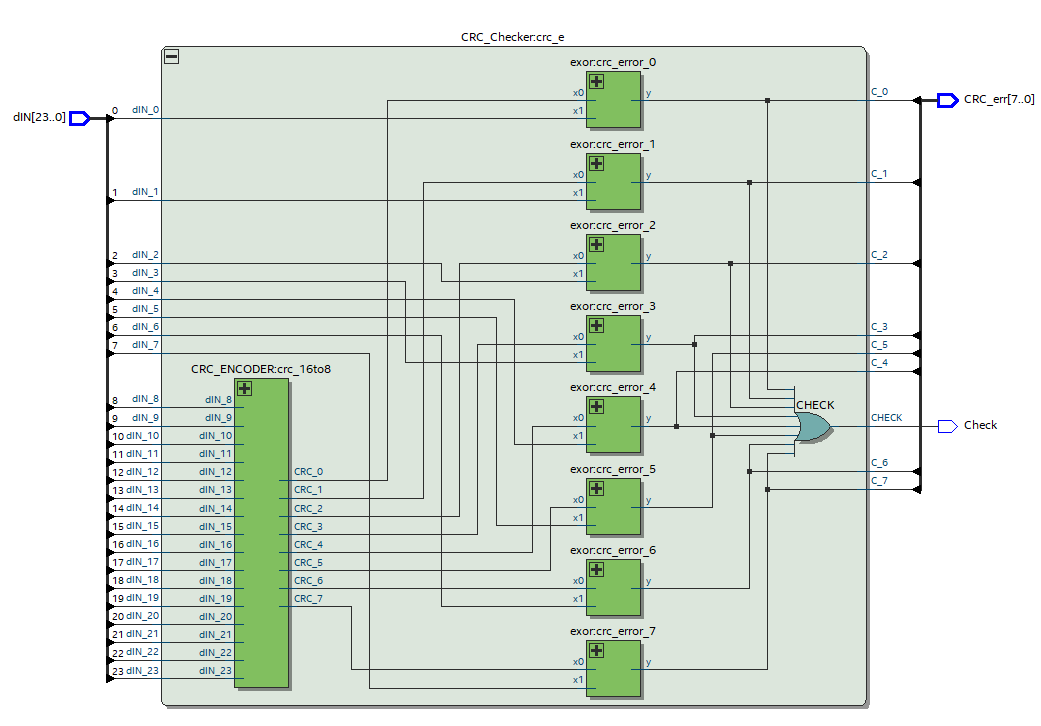 CRC_Checker:crc_e
exor:crc_error_0
x0
x1
y
C_0
CRC_err[7..0]
dIN[23..0]
0 dIN_0
exor:crc_error_1
x0
x1
y
C_1
1 dIN_1
exor:crc_error_2
x0
x1
y
C_2
2 dIN_2
3 dIN_3
4 dIN_4
5 dIN_5
6 dIN_6
7 dIN_7
exor:crc_error_3
x0
x1
y
C_3
C_5
C_4
CRC_ENCODER:crc_16to8
exor:crc_error_4
x0
x1
y
CHECK
CHECK
Check
C_6
C_7
8 dIN_8 dIN_8
9 dIN_9 dIN_9
10 dIN_10 dIN_10
11 dIN_11 dIN_11
12 dIN_12 dIN_12 CRC_0
13 dIN_13 dIN_13 CRC_1
14 dIN_14 dIN_14 CRC_2
15 dIN_15 dIN_15 CRC_3
16 dIN_16 dIN_16 CRC_4
17 dIN_17 dIN_17 CRC_5
18 dIN_18 dIN_18 CRC_6
19 dIN_19 dIN_19 CRC_7
20 dIN_20 dIN_20
21 dIN_21 dIN_21
22 dIN_22 dIN_22
23 dIN_23 dIN_23
exor:crc_error_5
x0
x1
y
exor:crc_error_6
x0
x1
y
exor:crc_error_7
x0
x1
y